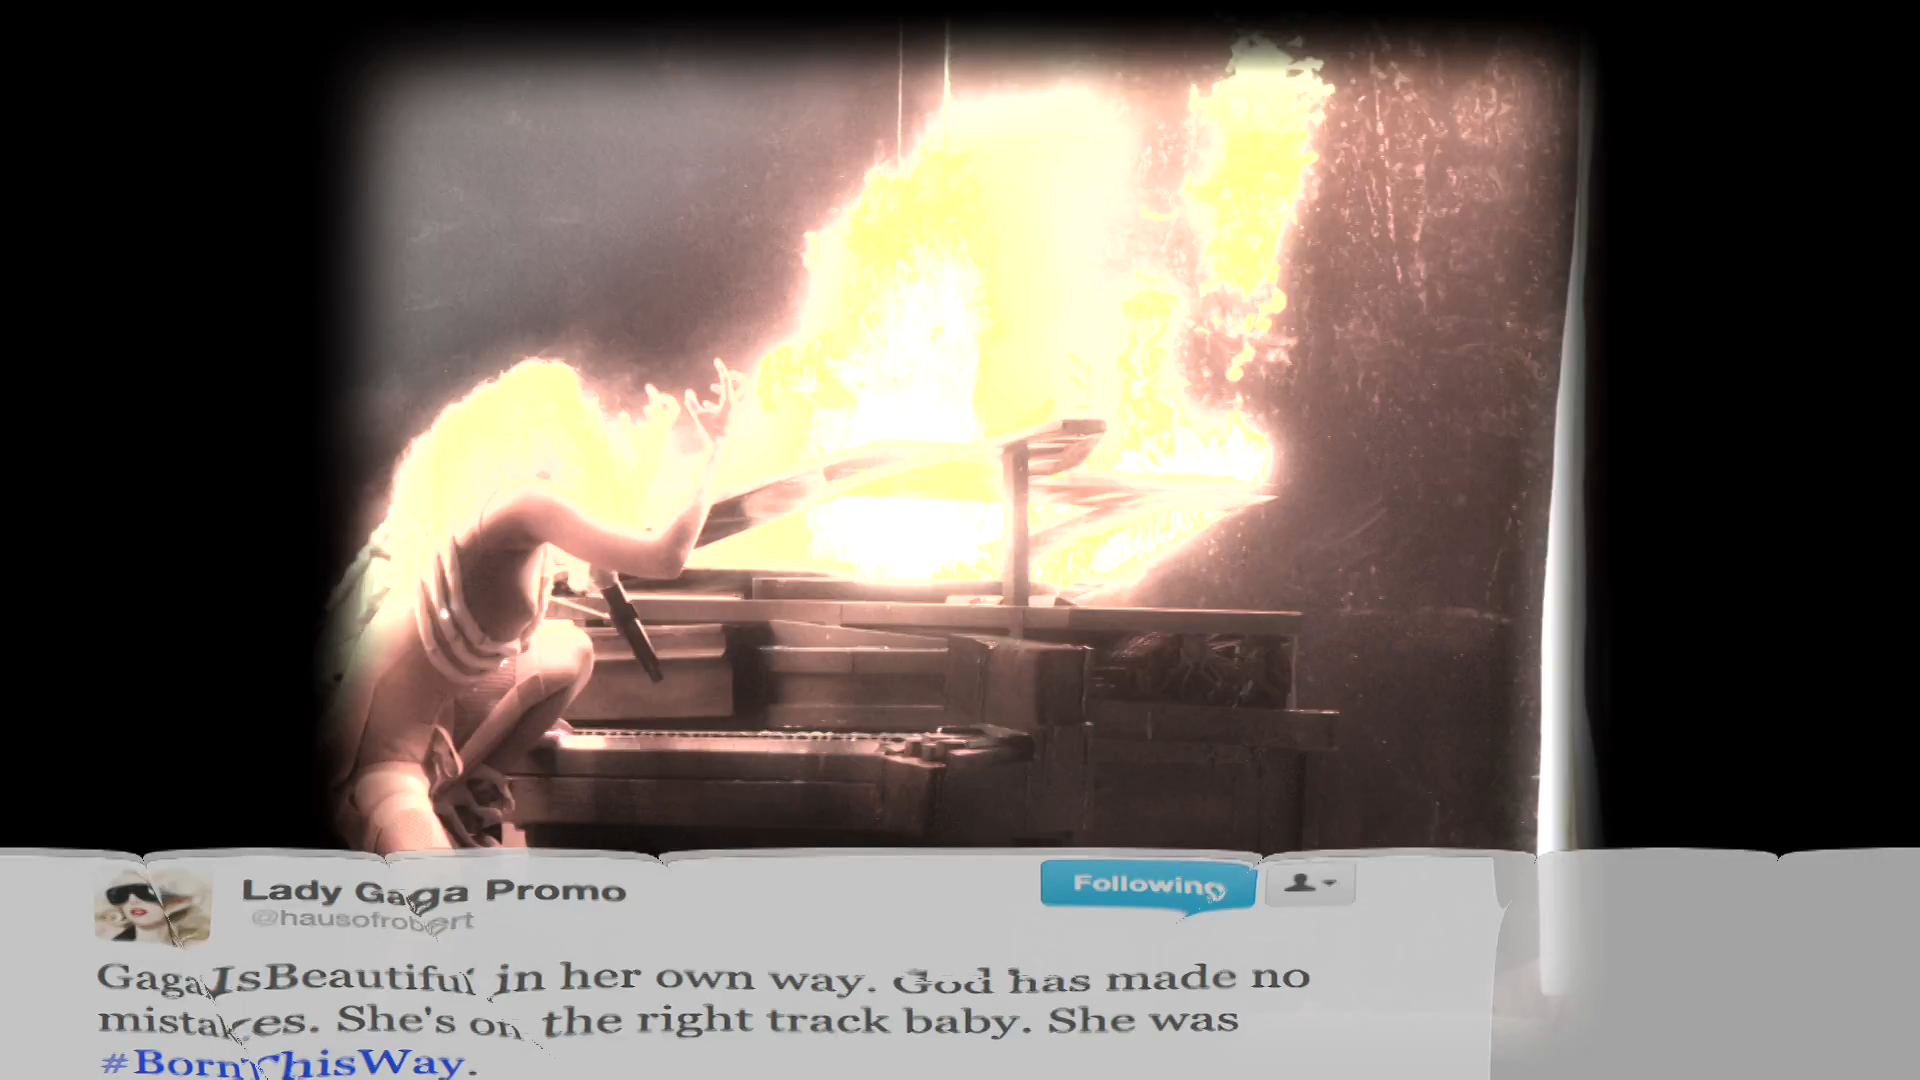 Lady Gaga Promo
Following
@hausofrobert
GagaIsBeautiful in her own way. God has made no
mistakes. She's on the right track baby. She was
#BornThisWay.